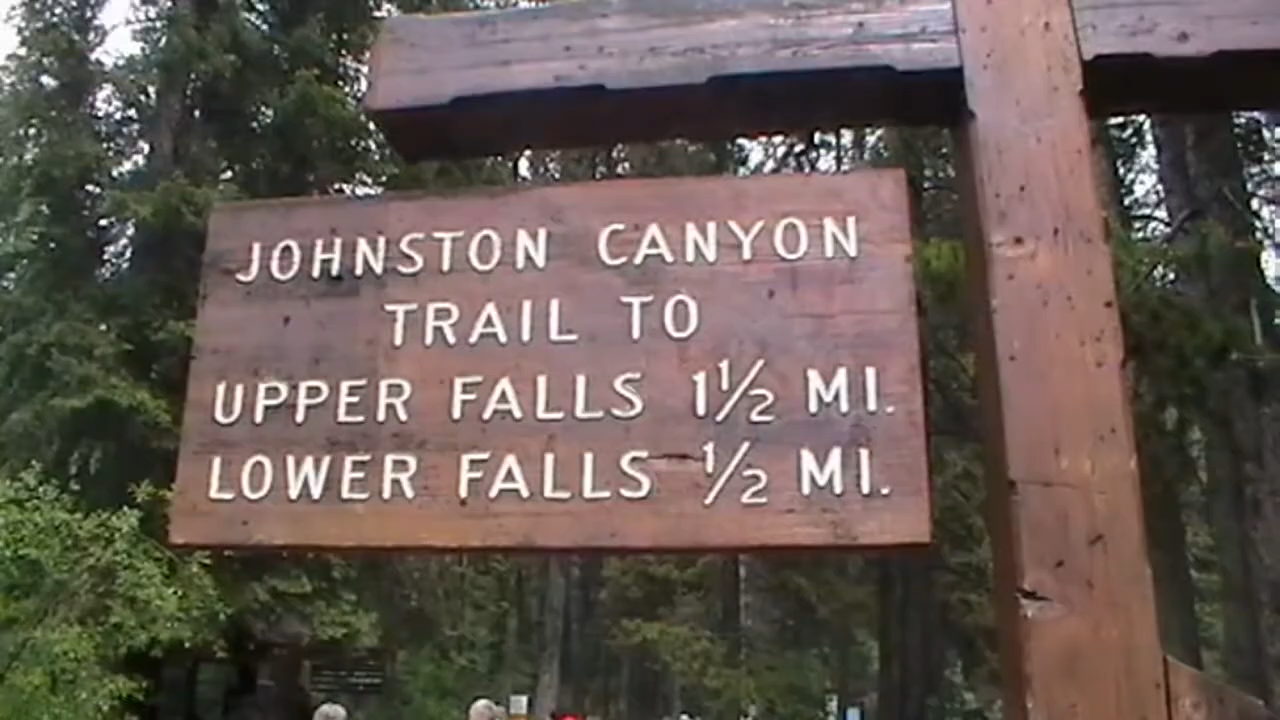 JOHNSTON CANYON
TRAIL TO
UPPER FALLS 1½ MI.
LOWER FALLS ½ MI.